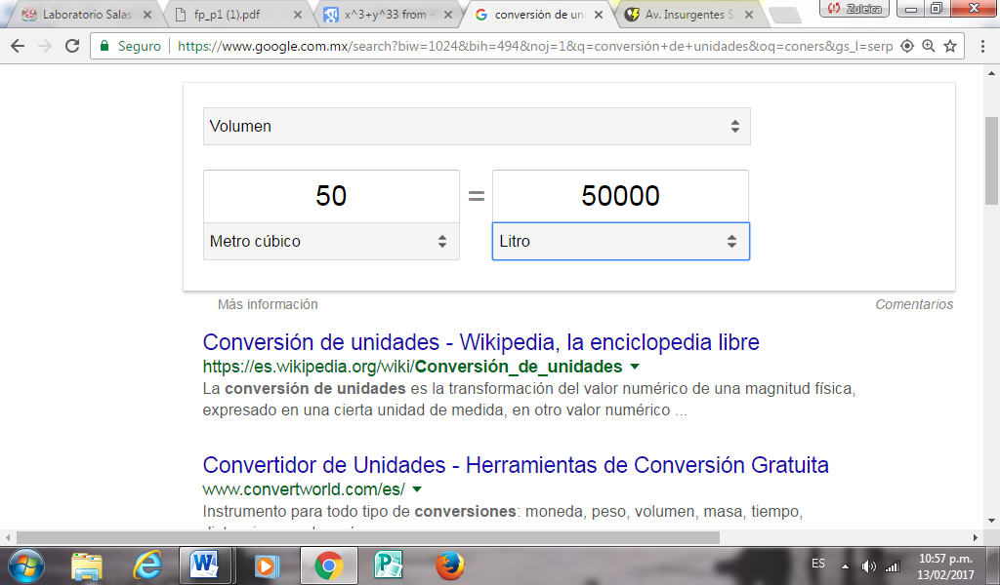 Laboratorio Salas
fp_p1 (1).pdf
x^3+y^33 from -
conversión de un
Av. Insurgentes S
Zuleica
Seguro
https://www.google.com.mx/search?biw=1024&bih=494&noj=1&q=conversión+de+unidades&oq=coners&gs_l=serp
Volumen
50 = 50000
Metro cúbico Litro
Más información Comentarios
Conversión de unidades - Wikipedia, la enciclopedia libre
https://es.wikipedia.org/wiki/Conversión_de_unidades
La conversión de unidades es la transformación del valor numérico de una magnitud física,
expresado en una cierta unidad de medida, en otro valor numérico ...
Convertidor de Unidades - Herramientas de Conversión Gratuita
www.convertworld.com/es/
Instrumento para todo tipo de conversiones: moneda, peso, volumen, masa, tiempo,
ES
10:57 p.m.
13/02/2017